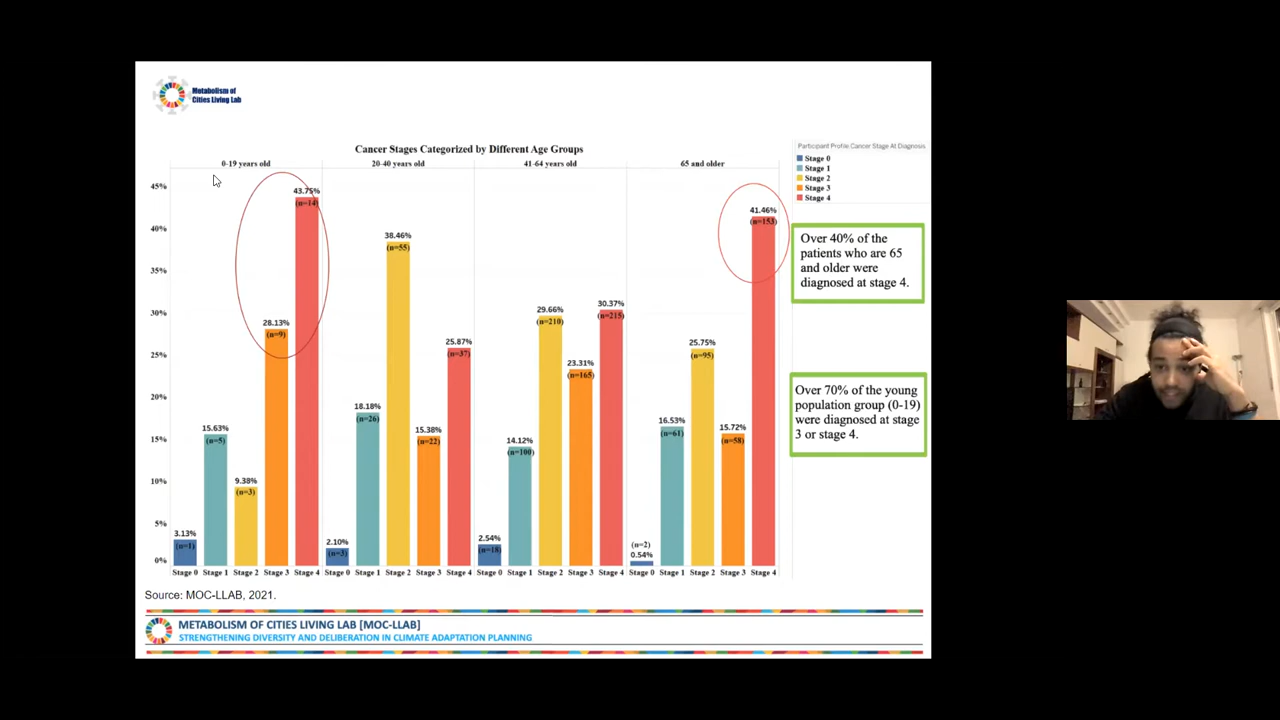 Metabolism of
Cities Living Lab
Cancer Stages Categorized by Different Age Groups
0-19 years old
20-40 years old
41-64 years old
65 and older
Participant Profile Cancer Stage At Diagnosis
Stage 0
Stage 1
Stage 2
Stage 3
Stage 4
45%
40%
35%
30%
25%
20%
15%
10%
5%
0%
3.13%
(n=1)
15.63%
(n=5)
9.38%
(n=3)
28.13%
(n=9)
43.75%
(n=14)
2.10%
(n=3)
18.18%
(n=26)
38.46%
(n=55)
15.38%
(n=22)
25.87%
(n=37)
2.54%
(n=18)
14.12%
(n=100)
29.66%
(n=210)
23.31%
(n=165)
30.37%
(n=215)
(n=2)
0.54%
16.53%
(n=61)
25.75%
(n=95)
15.72%
(n=58)
41.46%
(n=153)
Stage 0 Stage 1 Stage 2 Stage 3 Stage 4 Stage 0 Stage 1 Stage 2 Stage 3 Stage 4 Stage 0 Stage 1 Stage 2 Stage 3 Stage 4 Stage 0 Stage 1 Stage 2 Stage 3 Stage 4
Over 40% of the
patients who are 65
and older were
diagnosed at stage 4.
Over 70% of the young
population group (0-19)
were diagnosed at stage
3 or stage 4.
Source: MOC-LLAB, 2021.
METABOLISM OF CITIES LIVING LAB [MOC-LLAB]
STRENGTHENING DIVERSITY AND DELIBERATION IN CLIMATE ADAPTATION PLANNING